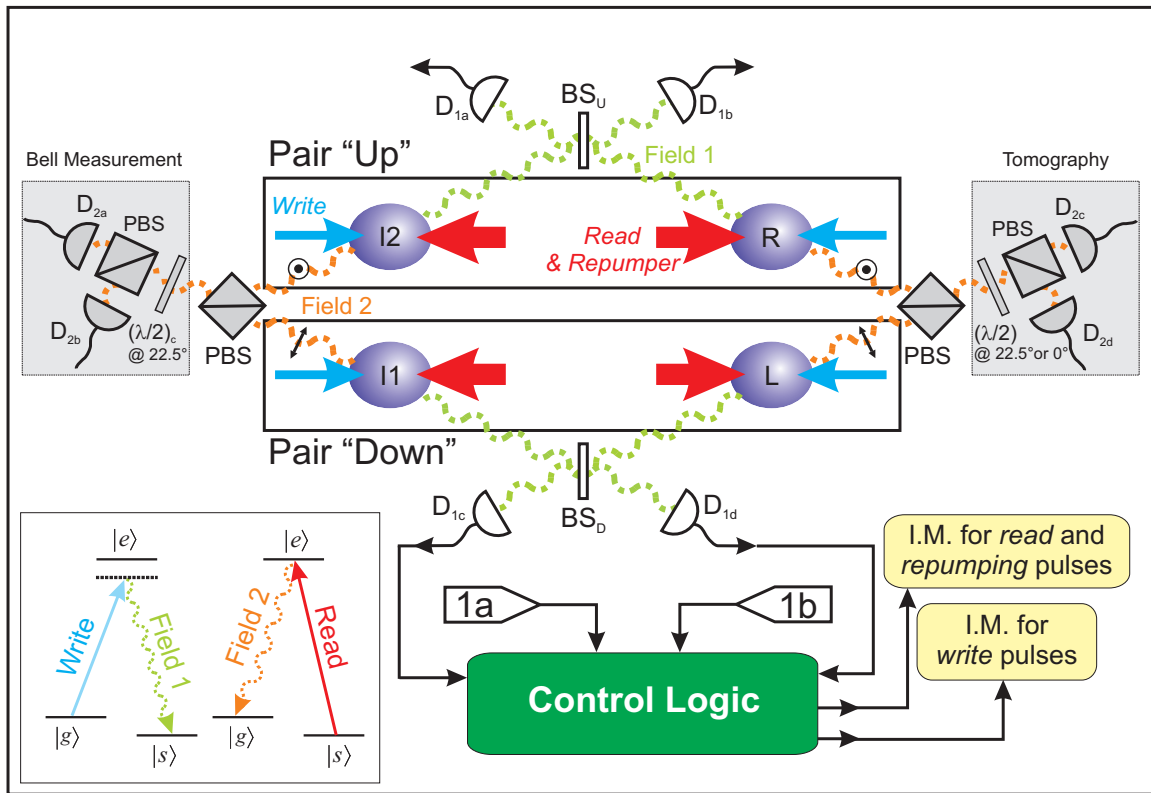 D1a
BSU
D1b
Bell Measurement
Pair “Up”
Field 1
Tomography
D2a
PBS
Write
I2
Read
& Repumper
R
PBS
D2c
D2b
(λ/2)c
@ 22.5°
PBS
Field 2
PBS
(λ/2)
@ 22.5°or 0°
D2d
I1
L
Pair “Down”
D1c
BSD
D1d
|e⟩
|e⟩
Write
Field 1
Field 2
Read
|g⟩
|s⟩
|g⟩
|s⟩
1a
1b
Control Logic
I.M. for read and
repumping pulses
I.M. for
write pulses